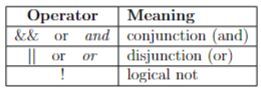 Operator Meaning
&& or and conjunction (and)
|| or or disjunction (or)
! logical not